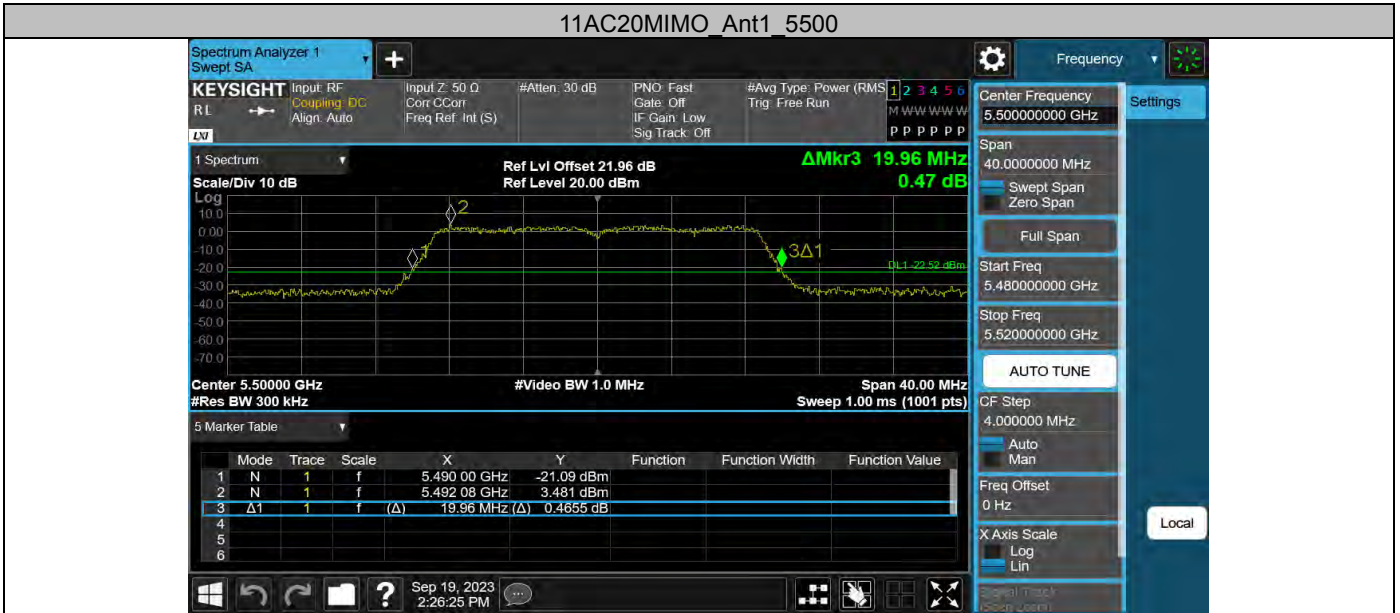 11AC20MIMO_Ant1_5500
Spectrum Analyzer 1
Swept SA
+
Frequency
KEYSIGHT
RL
LXI
Input: RF
Coupling: DC
Align: Auto
Input Z: 50 Ω
Corr CCorr
Freq Ref: Int (S)
#Atten: 30 dB
PNO: Fast
Gate: Off
IF Gain: Low
Sig Track: Off
#Avg Type: Power (RMS
Trig: Free Run
1 2 3 4 5 6
M W W W W W
P P P P P P
1 Spectrum
Scale/Div 10 dB
Ref Lvl Offset 21.96 dB
Ref Level 20.00 dBm
ΔMkr3 19.96 MHz
0.47 dB
Log
10.0
0.00
-10.0
-20.0
-30.0
-40.0
-50.0
-60.0
-70.0
2
1
3Δ1
DL1 -22.52 dBm
Center 5.50000 GHz
#Res BW 300 kHz
#Video BW 1.0 MHz
Span 40.00 MHz
Sweep 1.00 ms (1001 pts)
5 Marker Table
Mode Trace Scale X Y Function Function Width Function Value
1 N 1 f 5.490 00 GHz -21.09 dBm
2 N 1 f 5.492 08 GHz 3.481 dBm
3 Δ1 1 f (Δ) 19.96 MHz (Δ) 0.4655 dB
4
5
6
?
Sep 19, 2023
2:26:25 PM
Center Frequency
5.500000000 GHz
Span
40.0000000 MHz
Swept Span
Zero Span
Full Span
Start Freq
5.480000000 GHz
Stop Freq
5.520000000 GHz
AUTO TUNE
CF Step
4.000000 MHz
Auto
Man
Freq Offset
0 Hz
X Axis Scale
Log
Lin
Signal Track
(Span Zoom)
Settings
Local